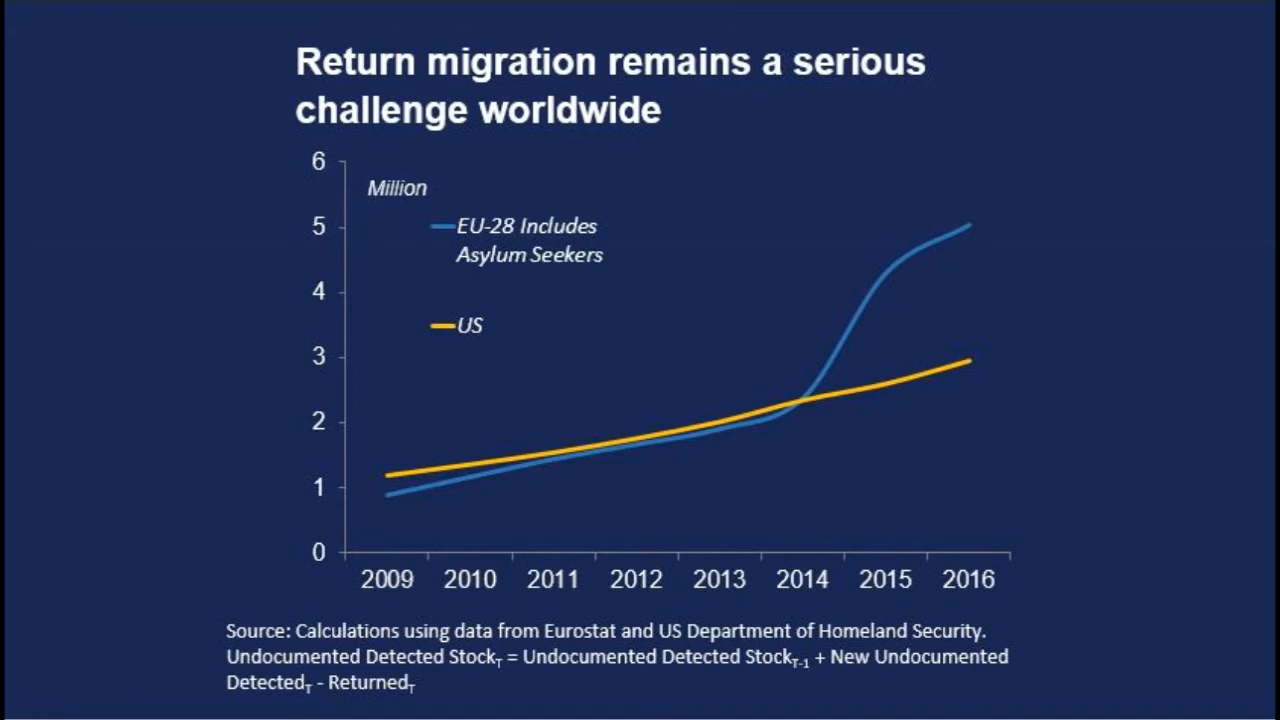 Return migration remains a serious
challenge worldwide
6
Million
5
EU-28 Includes
Asylum Seekers
4
US
3
2
1
0
2009 2010 2011 2012 2013 2014 2015 2016
Source: Calculations using data from Eurostat and US Department of Homeland Security.
Undocumented Detected StockT = Undocumented Detected StockT-1 + New Undocumented
DetectedT - ReturnedT